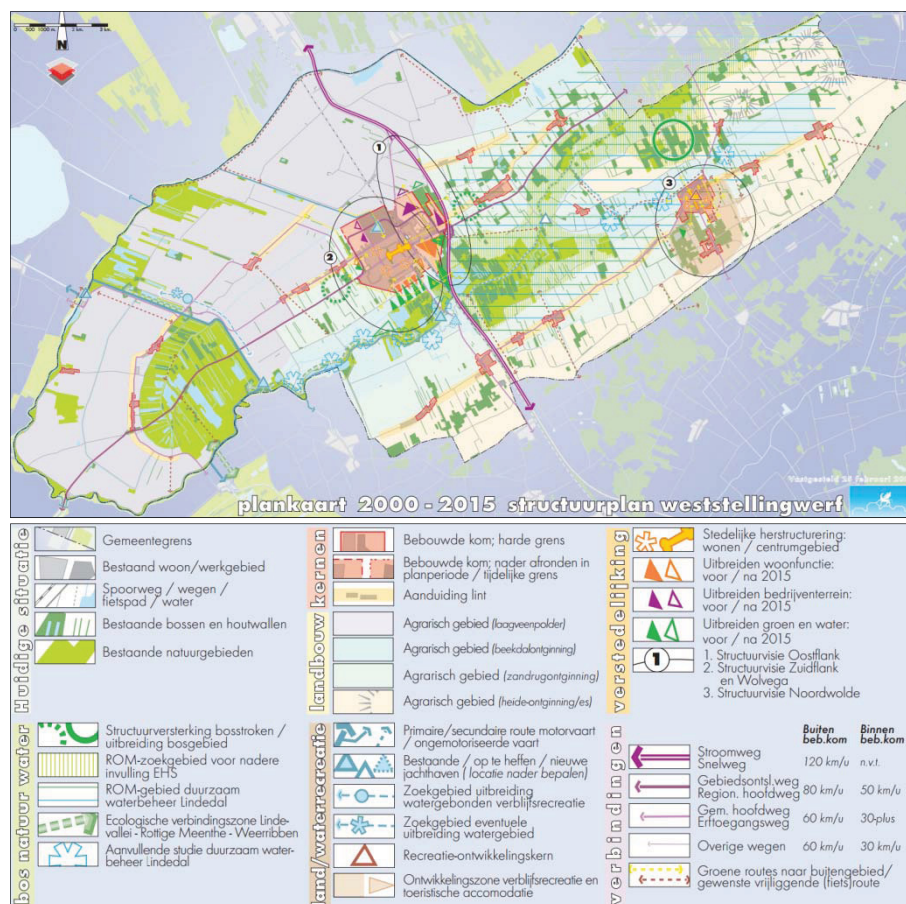 0 500 1000 m. 2 km. 3 km.
N
1
2
3
Vastgesteld 28 februari
plankaart 2000 - 2015 structuurplan weststellingwerf
Huidige situatie
Gemeentegrens
Bestaand woon/werkgebied
Spoorweg / wegen /
fietspad / water
Bestaande bossen en houtwallen
Bestaande natuurgebieden
landbouw kernen
Bebouwde kom; harde grens
Bebouwde kom; nader afronden in
planperiode / tijdelijke grens
Aanduiding lint
Agrarisch gebied (laagveenpolder)
Agrarisch gebied (beekdalontginning)
Agrarisch gebied (zandrugontginning)
Agrarisch gebied (heide-ontginning/es)
verstedelijking
Stedelijke herstructurering:
wonen / centrumgebied
Uitbreiden woonfunctie:
voor / na 2015
Uitbreiden bedrijventerrein:
voor / na 2015
Uitbreiden groen en water:
voor / na 2015
1
1. Structuurvisie Oostflank
2. Structuurvisie Zuidflank
en Wolvega
3. Structuurvisie Noordwolde
bos natuur water
Structuurversterking bosstroken /
uitbreiding bosgebied
ROM-zoekgebied voor nadere
invulling EHS
ROM-gebied duurzaam
waterbeheer Lindedal
Ecologische verbindingszone Linde-
vallei - Rottige Meenthe - Weerribben
Aanvullende studie duurzaam water-
beheer Lindedal
land/waterrecreatie
Primaire/secundaire route motorvaart
/ ongemotoriseerde vaart
Bestaande / op te heffen / nieuwe
jachthaven ( locatie nader bepalen)
Zoekgebied uitbreiding
watergebonden verblijfsrecreatie
Zoekgebied eventuele
uitbreiding watergebied
Recreatie-ontwikkelingskern
Ontwikkelingszone verblijfsrecreatie en
toeristische accomodatie
verbindingen
Buiten beb.kom Binnen beb.kom
Stroomweg
Snelweg 120 km/u n.v.t.
Gebiedsontsl.weg
Region. hoofdweg 80 km/u 50 km/u
Gem. hoofdweg
Erftoegangsweg 60 km/u 30-plus
Overige wegen 60 km/u 30 km/u
Groene routes naar buitengebied/
gewenste vrijliggende (fiets)route